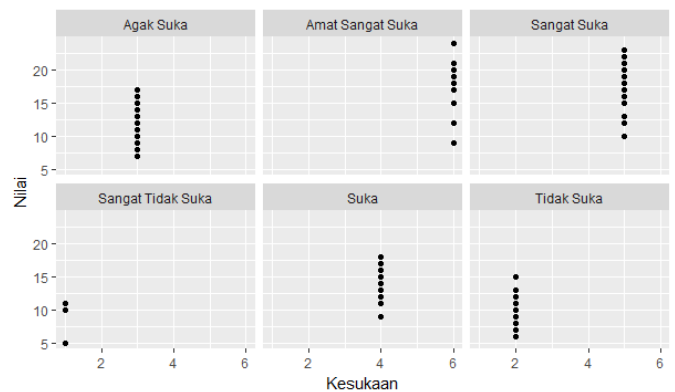 Agak Suka
Amat Sangat Suka
Sangat Suka
20
15
10
5
Sangat Tidak Suka
Suka
Tidak Suka
20
15
10
5
2 4 6
2 4 6
2 4 6
Nilai
Kesukaan